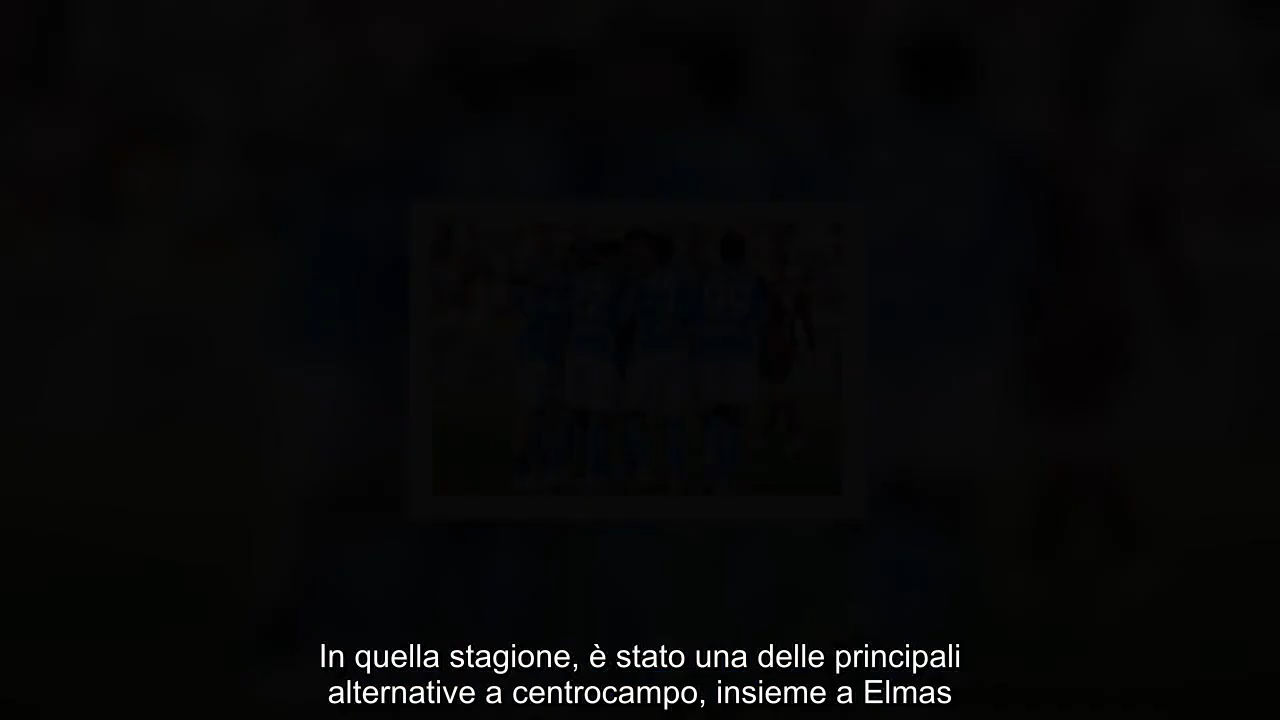 In quella stagione, è stato una delle principali
alternative a centrocampo, insieme a Elmas